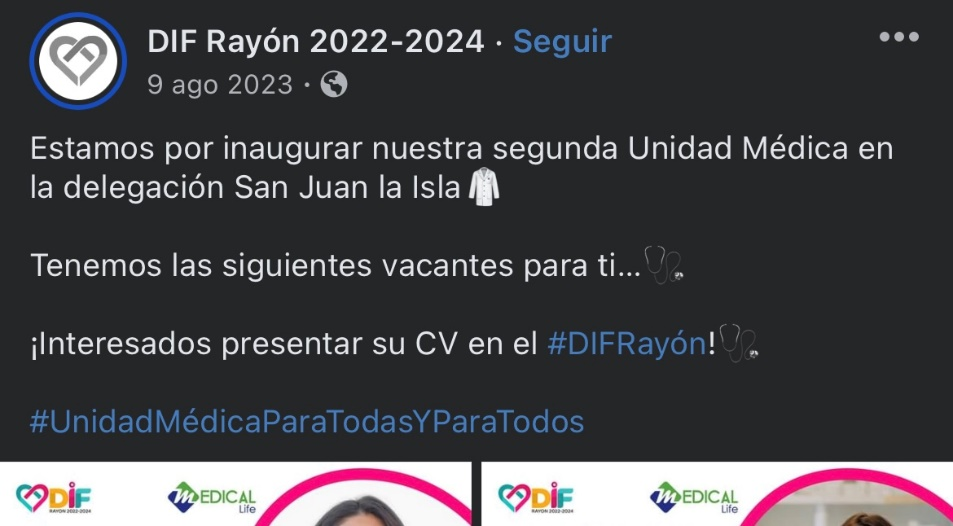 DIF Rayón 2022-2024 · Seguir
9 ago 2023 ·
Estamos por inaugurar nuestra segunda Unidad Médica en
la delegación San Juan la Isla🥼
Tenemos las siguientes vacantes para ti...🩺
¡Interesados presentar su CV en el #DIFRayón!🩺
#UnidadMédicaParaTodasYParaTodos
DIF
RAYÓN 2022-2024
MEDICAL
Life
DIF
RAYÓN 2022-2024
MEDICAL
Life